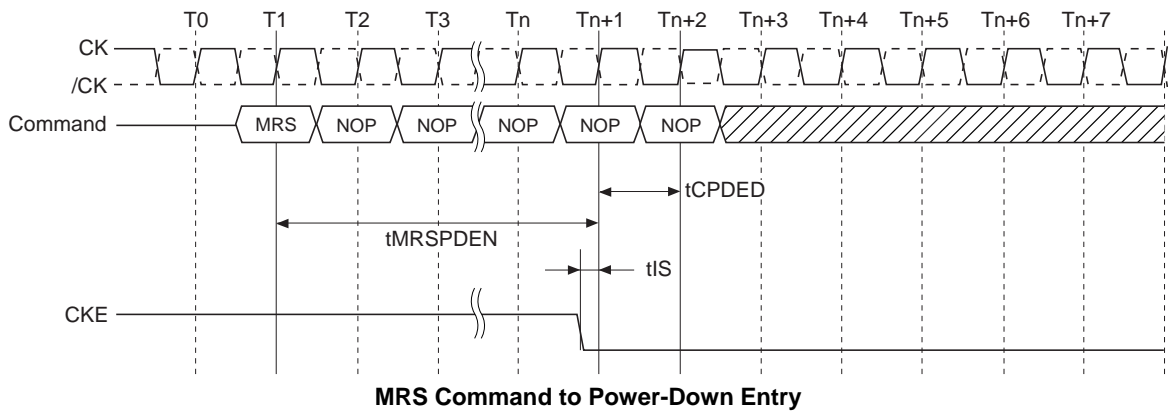 T0 T1 T2 T3 Tn Tn+1 Tn+2 Tn+3 Tn+4 Tn+5 Tn+6 Tn+7
CK
/CK
Command MRS NOP NOP NOP NOP NOP
tCPDED
tMRSPDEN
tIS
CKE
MRS Command to Power-Down Entry